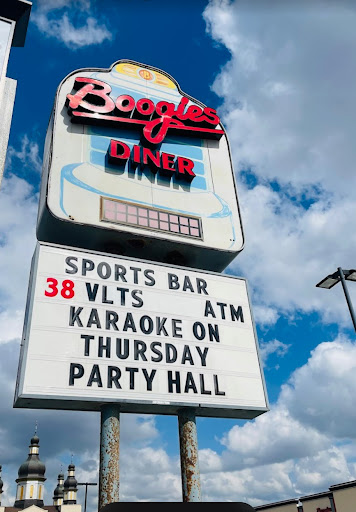 Boogies
DINER
SPORTS BAR
38 VLTS ATM
KARAOKE ON
THURSDAY
PARTY HALL